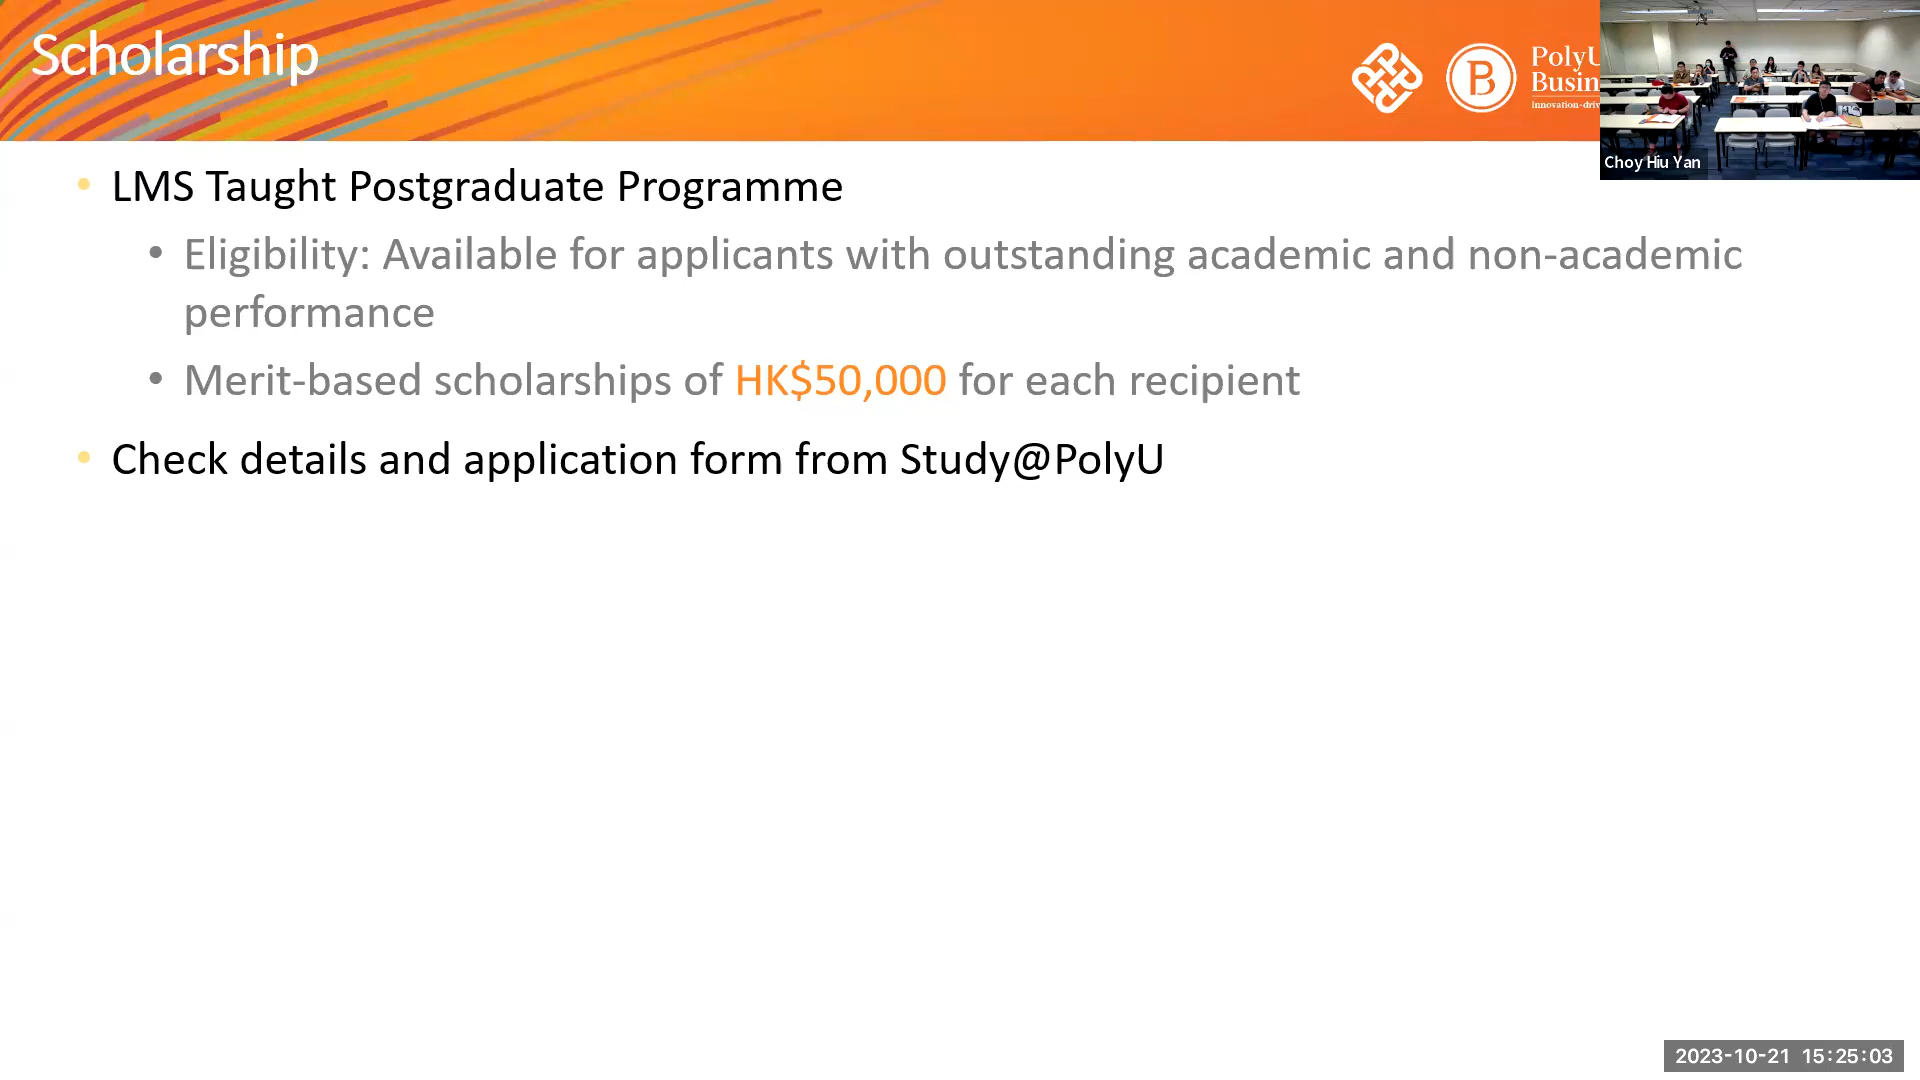 Scholarship
B
PolyU
Busin
Innovation-driv
Choy Hiu Yan
• LMS Taught Postgraduate Programme
• Eligibility: Available for applicants with outstanding academic and non-academic
performance
• Merit-based scholarships of HK$50,000 for each recipient
• Check details and application form from Study@PolyU
2023-10-21 15:25:03